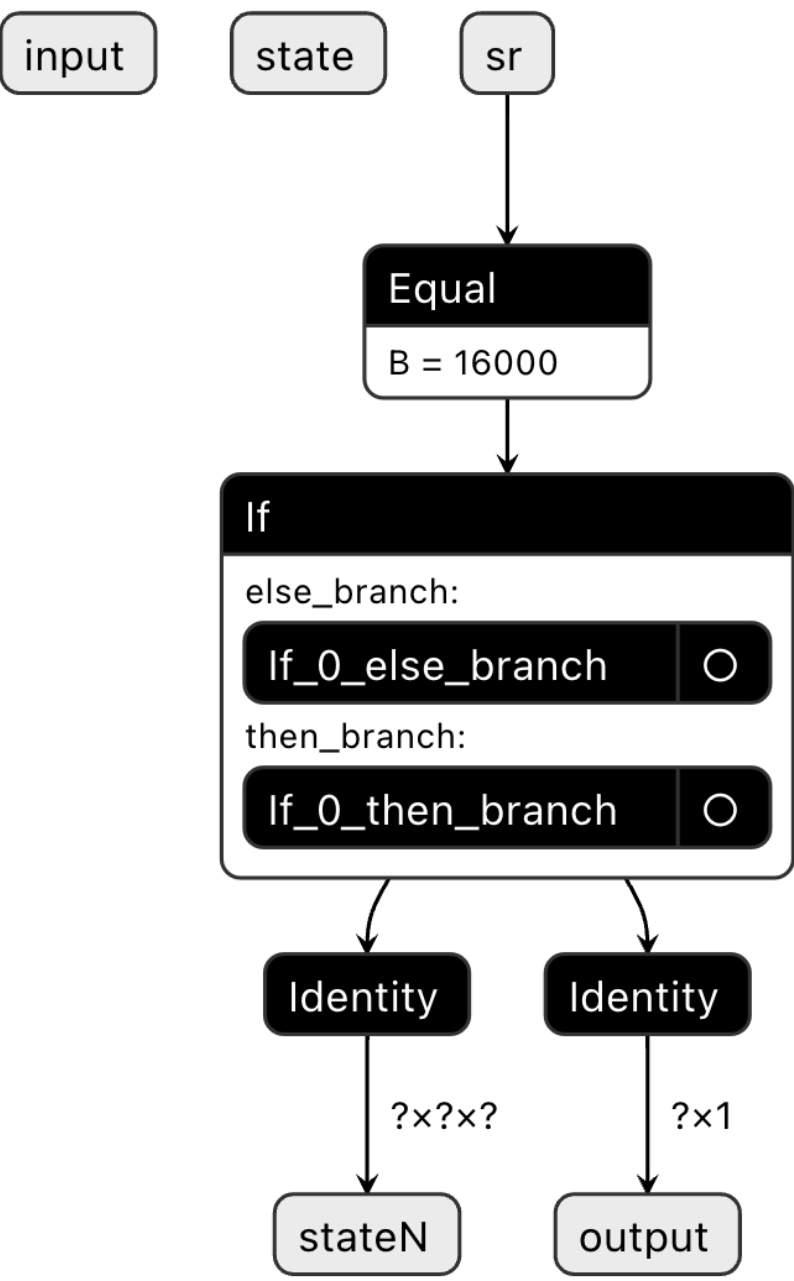 input
state
sr
Equal
B = 16000
If
else_branch:
If_0_else_branch
then_branch:
If_0_then_branch
Identity
Identity
?×?×?
?×1
stateN
output